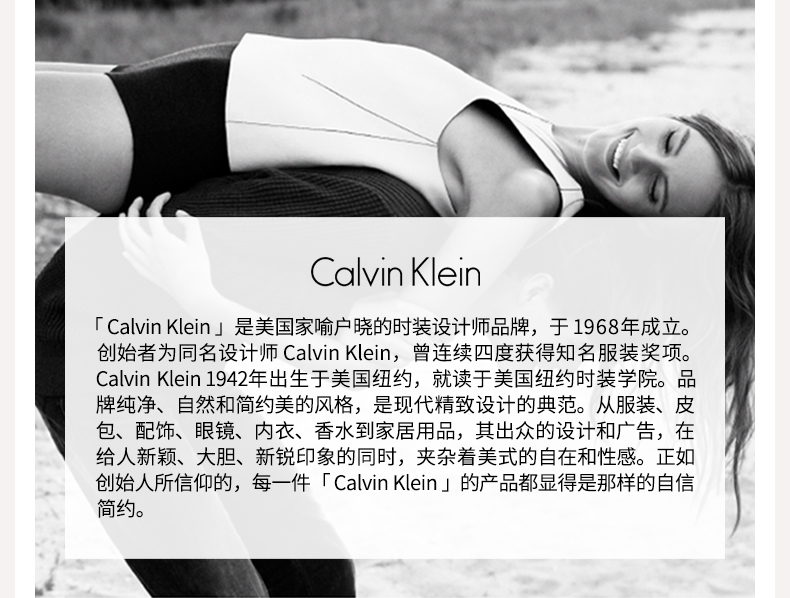 Calvin Klein
「Calvin Klein」是美国家喻户晓的时装设计师品牌，于1968年成立。
创始者为同名设计师 Calvin Klein，曾连续四度获得知名服装奖项。
Calvin Klein 1942年出生于美国纽约，就读于美国纽约时装学院。品
牌纯净、自然和简约美的风格，是现代精致设计的典范。从服装、皮
包、配饰、眼镜、内衣、香水到家居用品，其出众的设计和广告，在
给人新颖、大胆、新锐印象的同时，夹杂着美式的自在和性感。正如
创始人所信仰的，每一件「Calvin Klein」的产品都显得是那样的自信
简约。